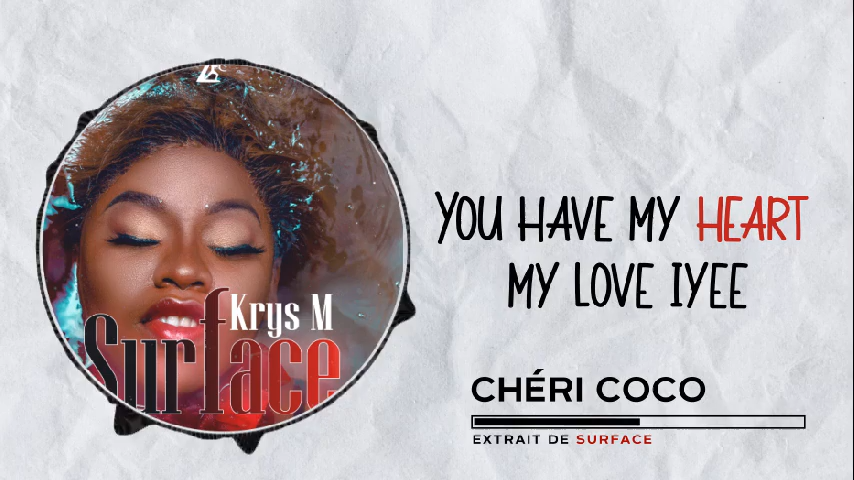 Krys M
Surface
YOU HAVE MY HEART
MY LOVE IYEE
CHÉRI COCO
EXTRAIT DE SURFACE